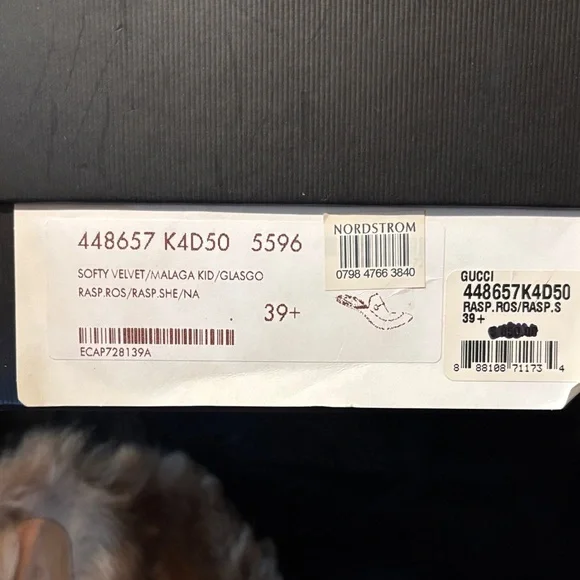 448657 K4D50 5596
SOFTY VELVET/MALAGA KID/GLASGO
RASP.ROS/RASP.SHE/NA
39+
ECAP728139A
NORDSTROM
0798 4766 3840
GUCCI
448657K4D50
RASP.ROS/RASP.S
39+
8 88108 71173 4